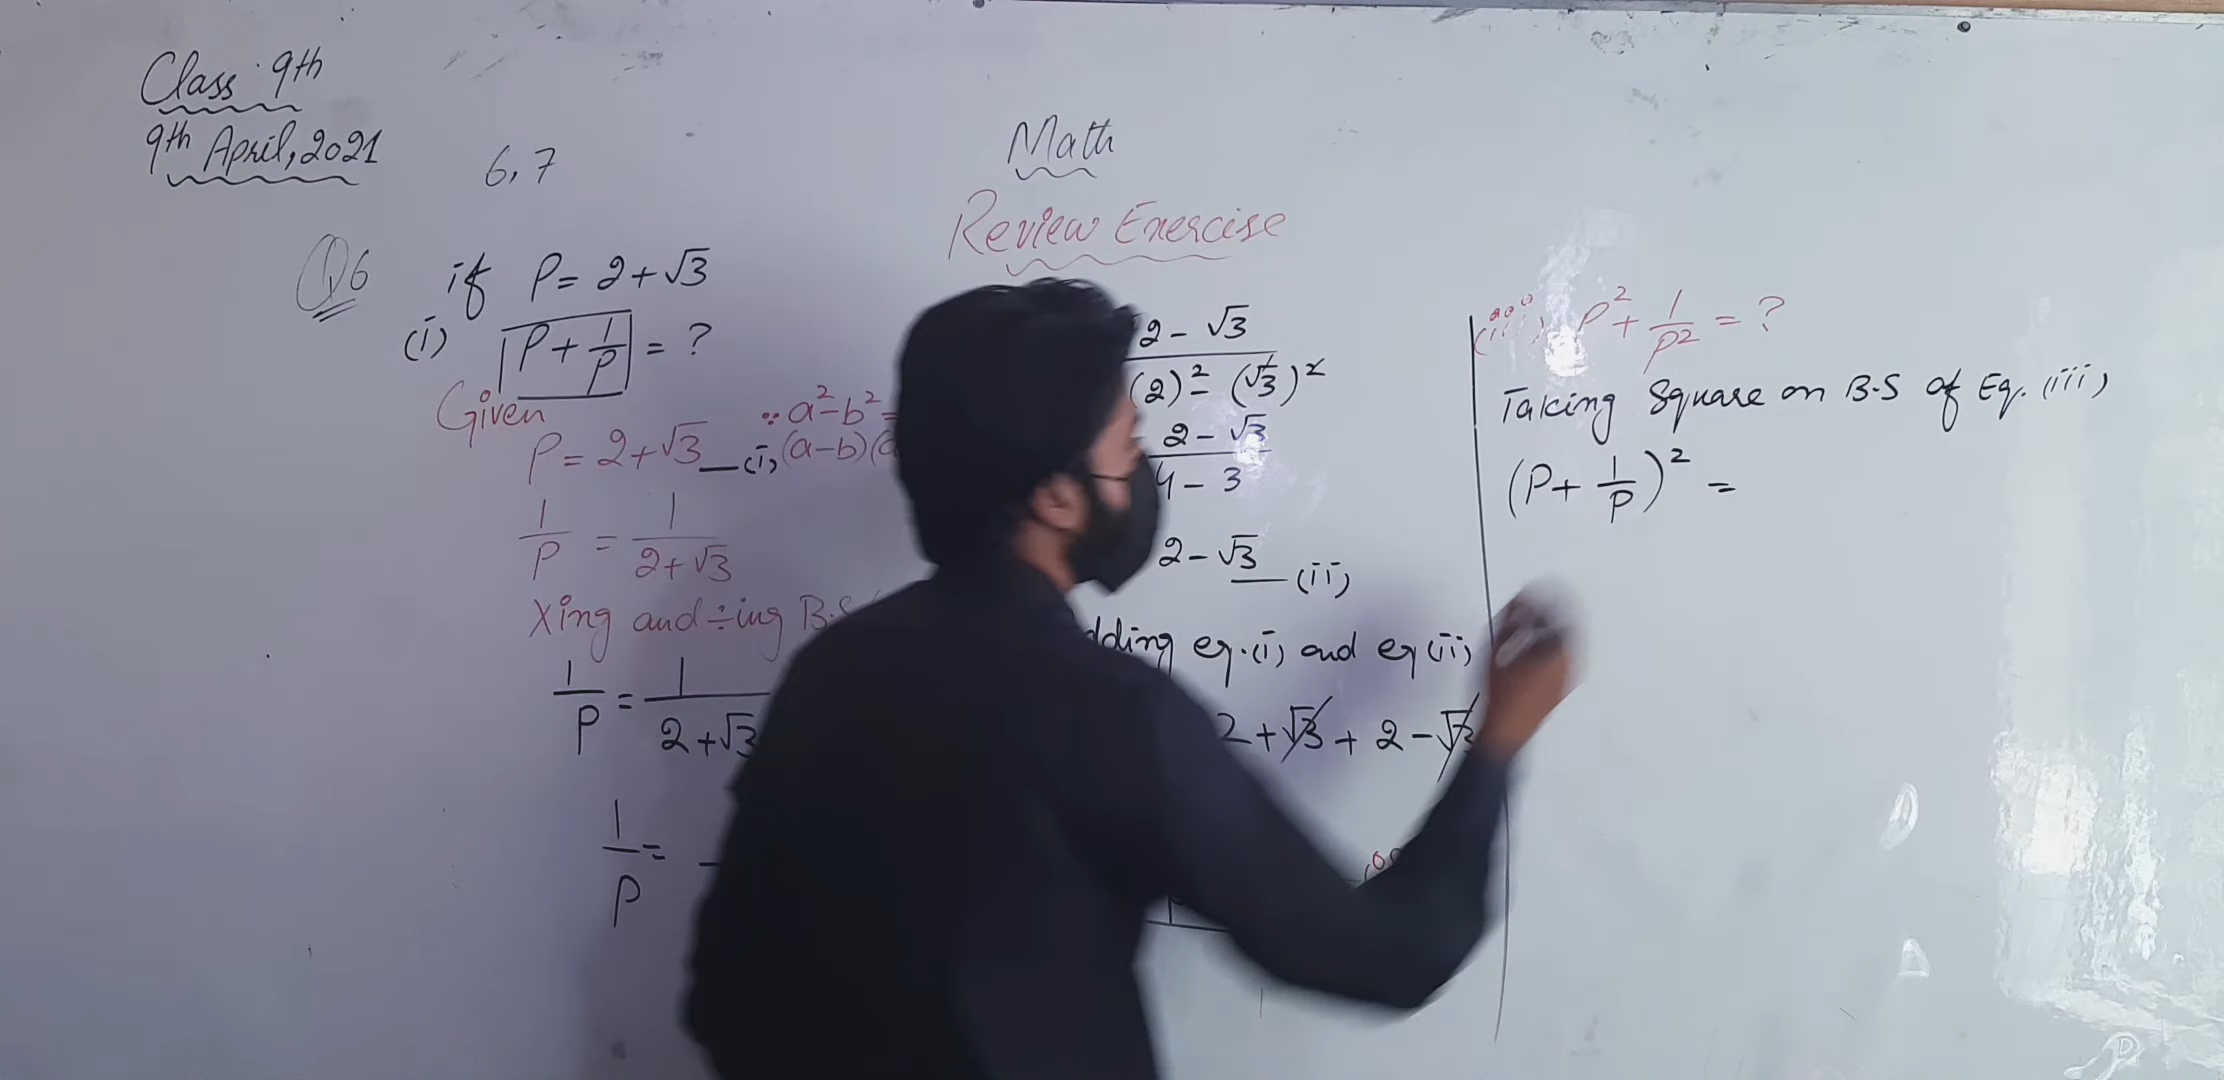 Class 9th
9th April, 2021
6, 7
Math
Review Exercise
Q6 if P = 2 + √3
(i) P + 1/P = ?
Given
P = 2 + √3 —(i)
∵ a² - b² =
(a - b)(a
1/P = 1/(2 + √3)
Xing and ÷ing B.S
1/P = 1/(2 + √3)
1/P =
2 - √3
(2)² - (√3)²
2 - √3
4 - 3
2 - √3 —(ii)
dding eq.(i) and eq(ii)
2 + √3 + 2 - √3
(iii) P² + 1/P² = ?
Taking Square on B.S of Eq. (iii)
(P + 1/P)² =